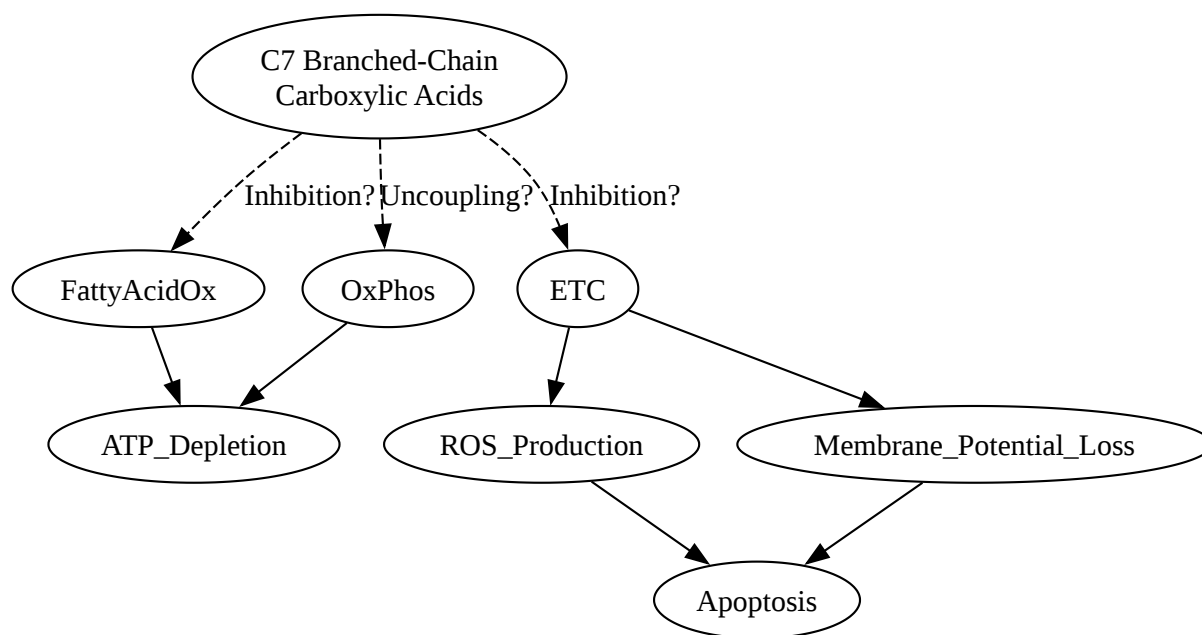 C7 Branched-Chain
Carboxylic Acids
Inhibition?
Uncoupling?
Inhibition?
FattyAcidOx
OxPhos
ETC
ATP_Depletion
ROS_Production
Membrane_Potential_Loss
Apoptosis